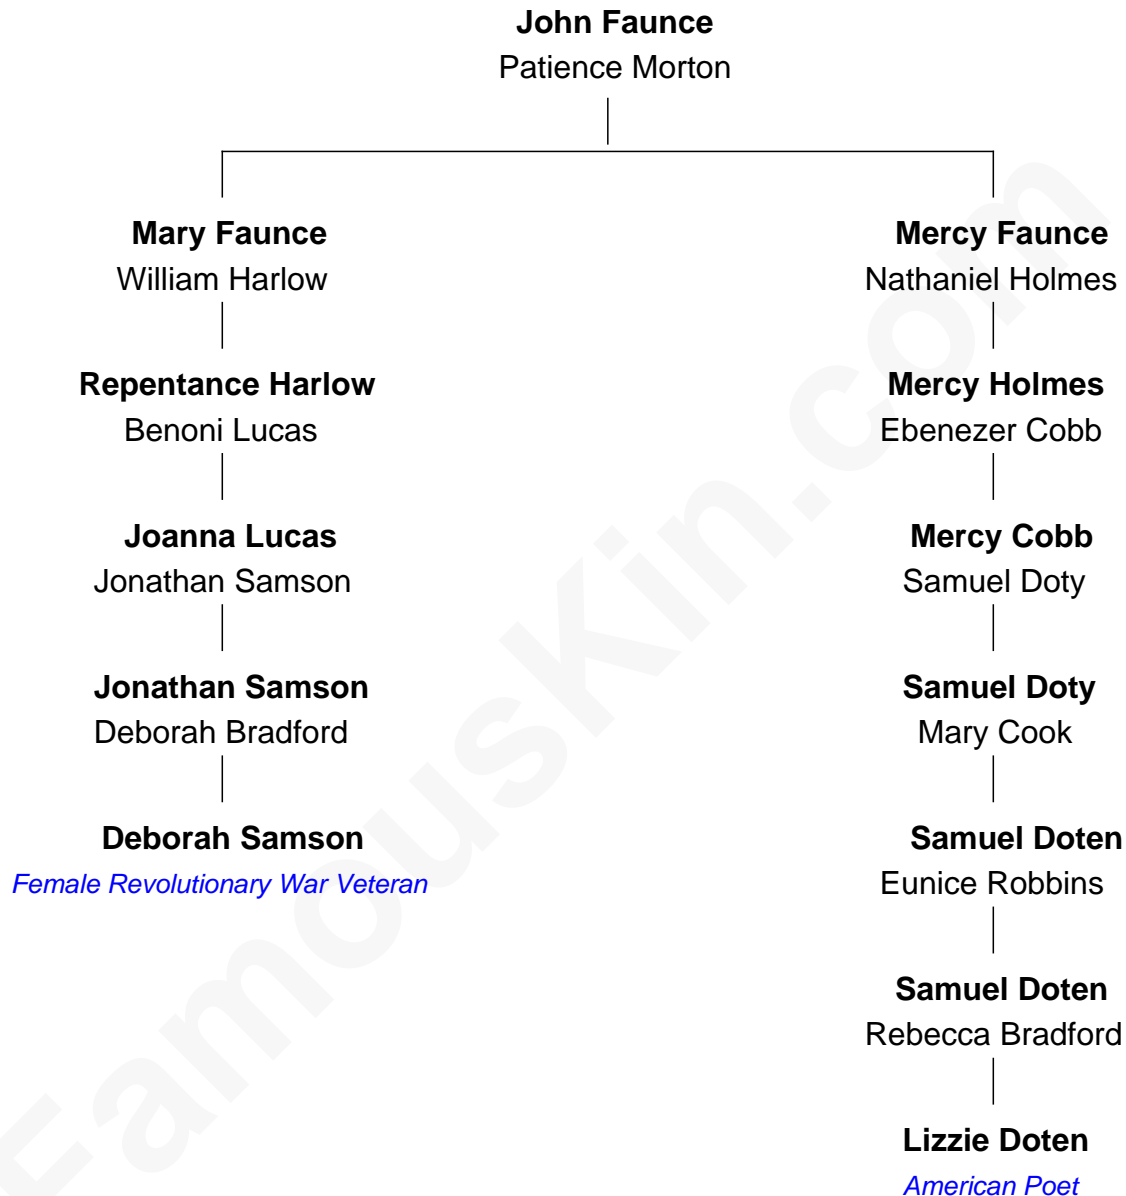 John Faunce
Patience Morton
Mary Faunce
William Harlow
Mercy Faunce
Nathaniel Holmes
Repentance Harlow
Benoni Lucas
Mercy Holmes
Ebenezer Cobb
Joanna Lucas
Jonathan Samson
Mercy Cobb
Samuel Doty
Jonathan Samson
Deborah Bradford
Samuel Doty
Mary Cook
Deborah Samson
Female Revolutionary War Veteran
Samuel Doten
Eunice Robbins
Samuel Doten
Rebecca Bradford
Lizzie Doten
American Poet
FamousKin.com